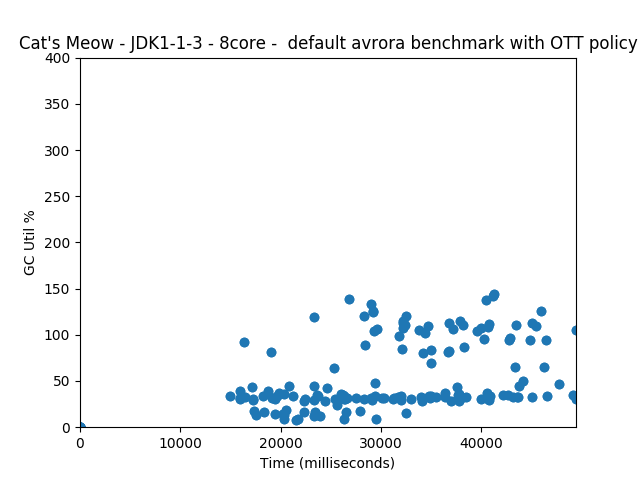 Cat's Meow - JDK1-1-3 - 8core -  default avrora benchmark with OTT policy
400
350
300
250
200
150
100
50
0
GC Util %
0 10000 20000 30000 40000
Time (milliseconds)